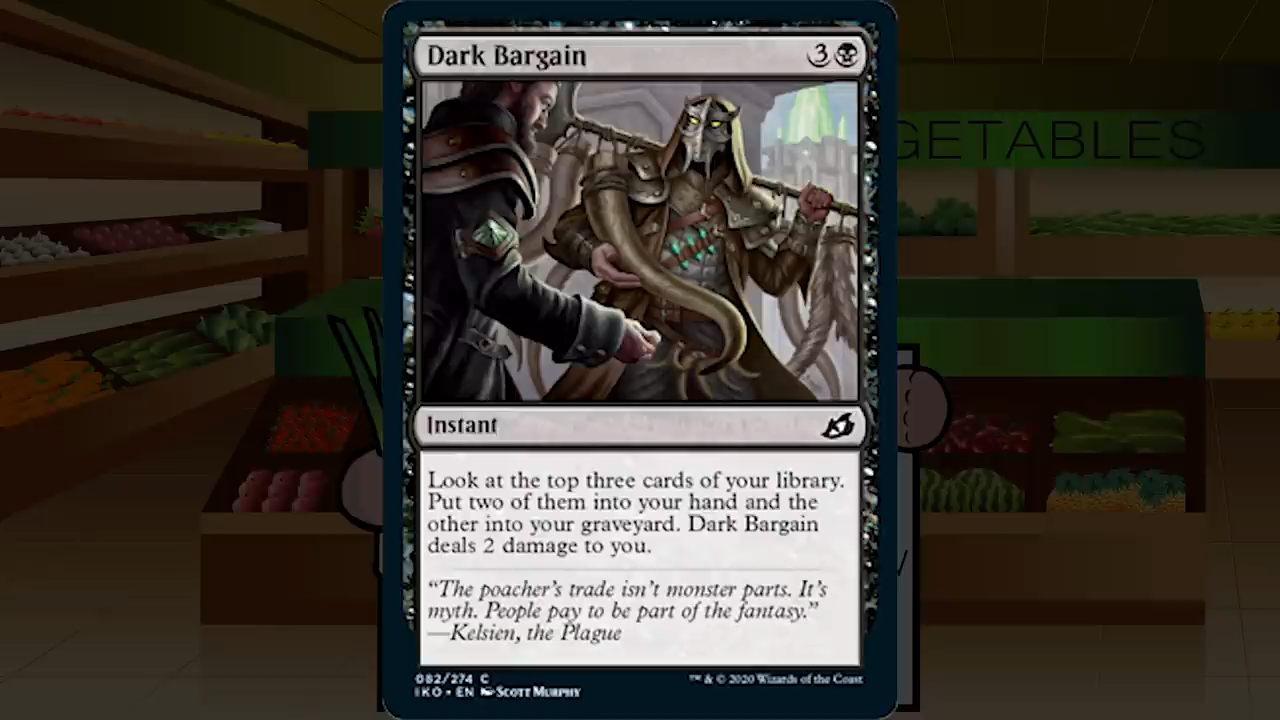 Dark Bargain 3
GETABLES
Instant
Look at the top three cards of your library.
Put two of them into your hand and the
other into your graveyard. Dark Bargain
deals 2 damage to you.
“The poacher’s trade isn’t monster parts. It’s
myth. People pay to be part of the fantasy.”
—Kelsien, the Plague
082/274 C
™ & © 2020 Wizards of the Coast
IKO • EN Scott Murphy